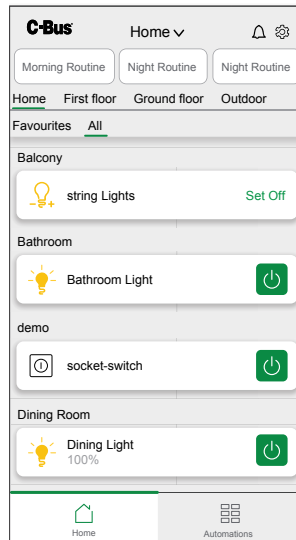 C-Bus
Home
Morning Routine Night Routine Night Routine
Home First floor Ground floor Outdoor
Favourites All
Balcony
string Lights Set Off
Bathroom
Bathroom Light
demo
socket-switch
Dining Room
Dining Light
100%
Home Automations